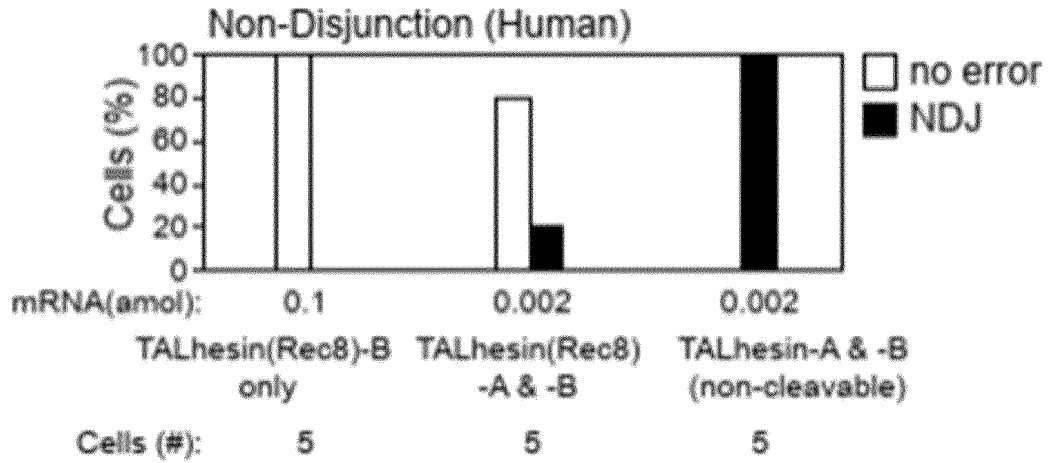 Non-Disjunction (Human)
100
80
60
40
20
0
Cells (%)
no error
NDJ
mRNA(amol): 0.1 0.002 0.002
TALhesin(Rec8)-B TALhesin(Rec8) TALhesin-A & -B
only -A & -B (non-cleavable)
Cells (#): 5 5 5